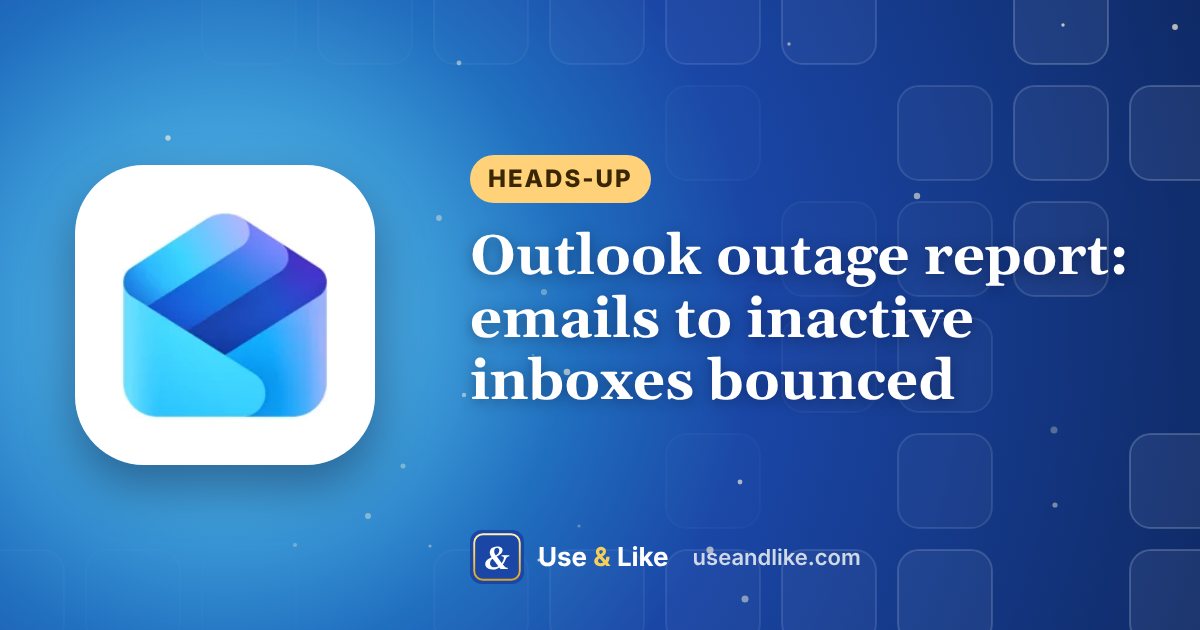 HEADS-UP
Outlook outage report:
emails to inactive
inboxes bounced
& Use & Like useandlike.com